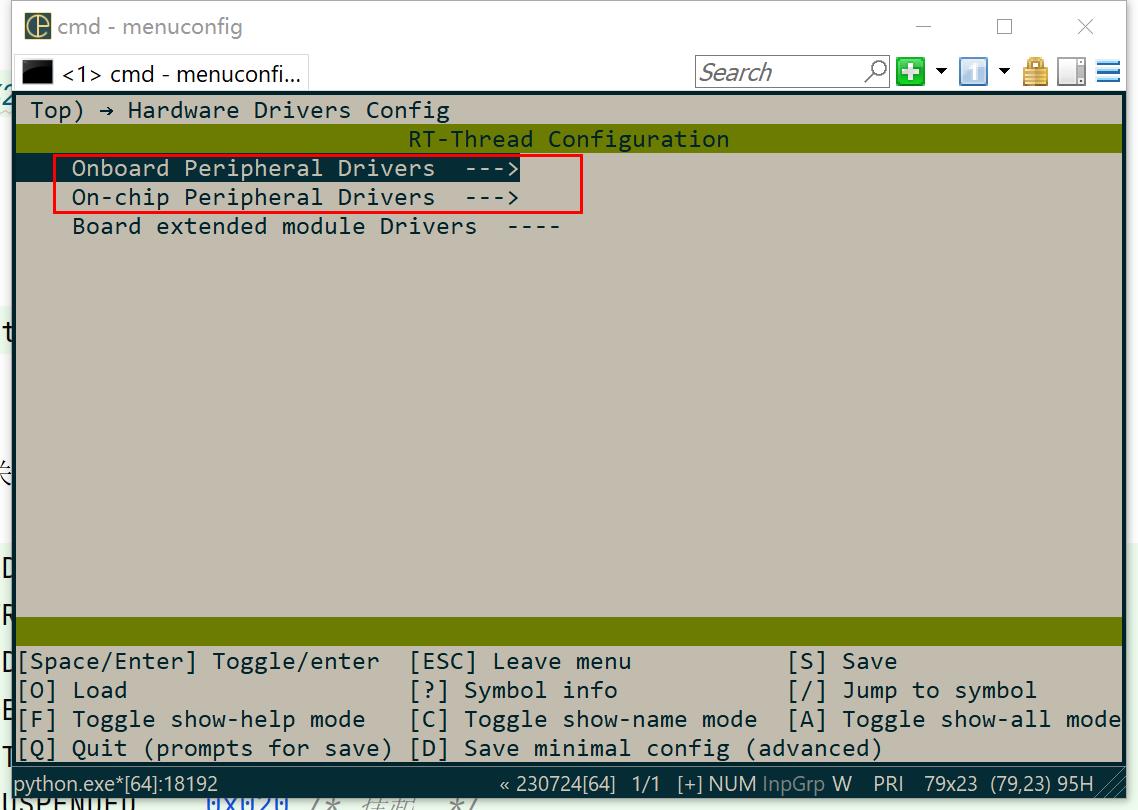 cmd - menuconfig
<1> cmd - menuconfi...
Search
Top) → Hardware Drivers Config
RT-Thread Configuration
Onboard Peripheral Drivers  --->
On-chip Peripheral Drivers  --->
Board extended module Drivers  ----
[Space/Enter] Toggle/enter  [ESC] Leave menu  [S] Save
[O] Load  [?] Symbol info  [/] Jump to symbol
[F] Toggle show-help mode  [C] Toggle show-name mode  [A] Toggle show-all mode
[Q] Quit (prompts for save) [D] Save minimal config (advanced)
python.exe*[64]:18192  « 230724[64]  1/1  [+] NUM InpGrp W  PRI  79x23  (79,23) 95H
0x020 /*  */